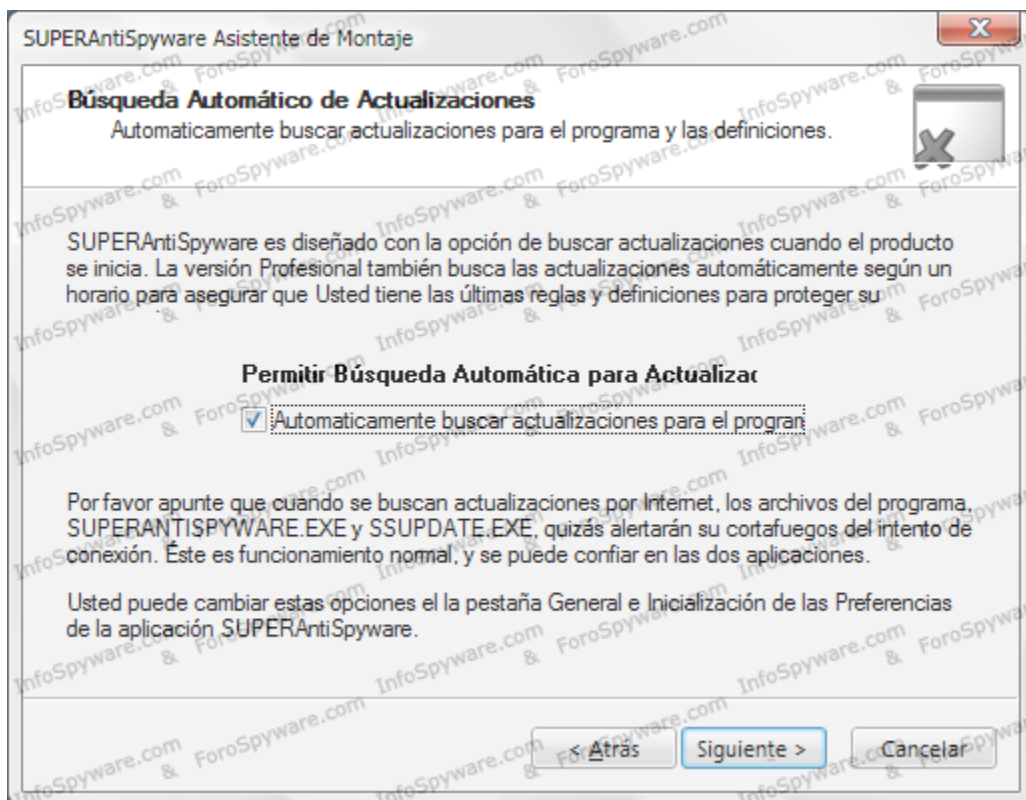 SUPERAntiSpyware Asistente de Montaje
Búsqueda Automático de Actualizaciones
Automaticamente buscar actualizaciones para el programa y las definiciones.
SUPERAntiSpyware es diseñado con la opción de buscar actualizaciones cuando el producto
se inicia. La versión Profesional también busca las actualizaciones automáticamente según un
horario para asegurar que Usted tiene las últimas reglas y definiciones para proteger su
Permitir Búsqueda Automática para Actualizac
Automaticamente buscar actualizaciones para el program
Por favor apunte que cuando se buscan actualizaciones por Internet, los archivos del programa,
SUPERANTISPYWARE.EXE y SSUPDATE.EXE, quizás alertarán su cortafuegos del intento de
conexión. Éste es funcionamiento normal, y se puede confiar en las dos aplicaciones.
Usted puede cambiar estas opciones el la pestaña General e Inicialización de las Preferencias
de la aplicación SUPERAntiSpyware.
< Atrás
Siguiente >
Cancelar
InfoSpyware.com & ForoSpyware.com